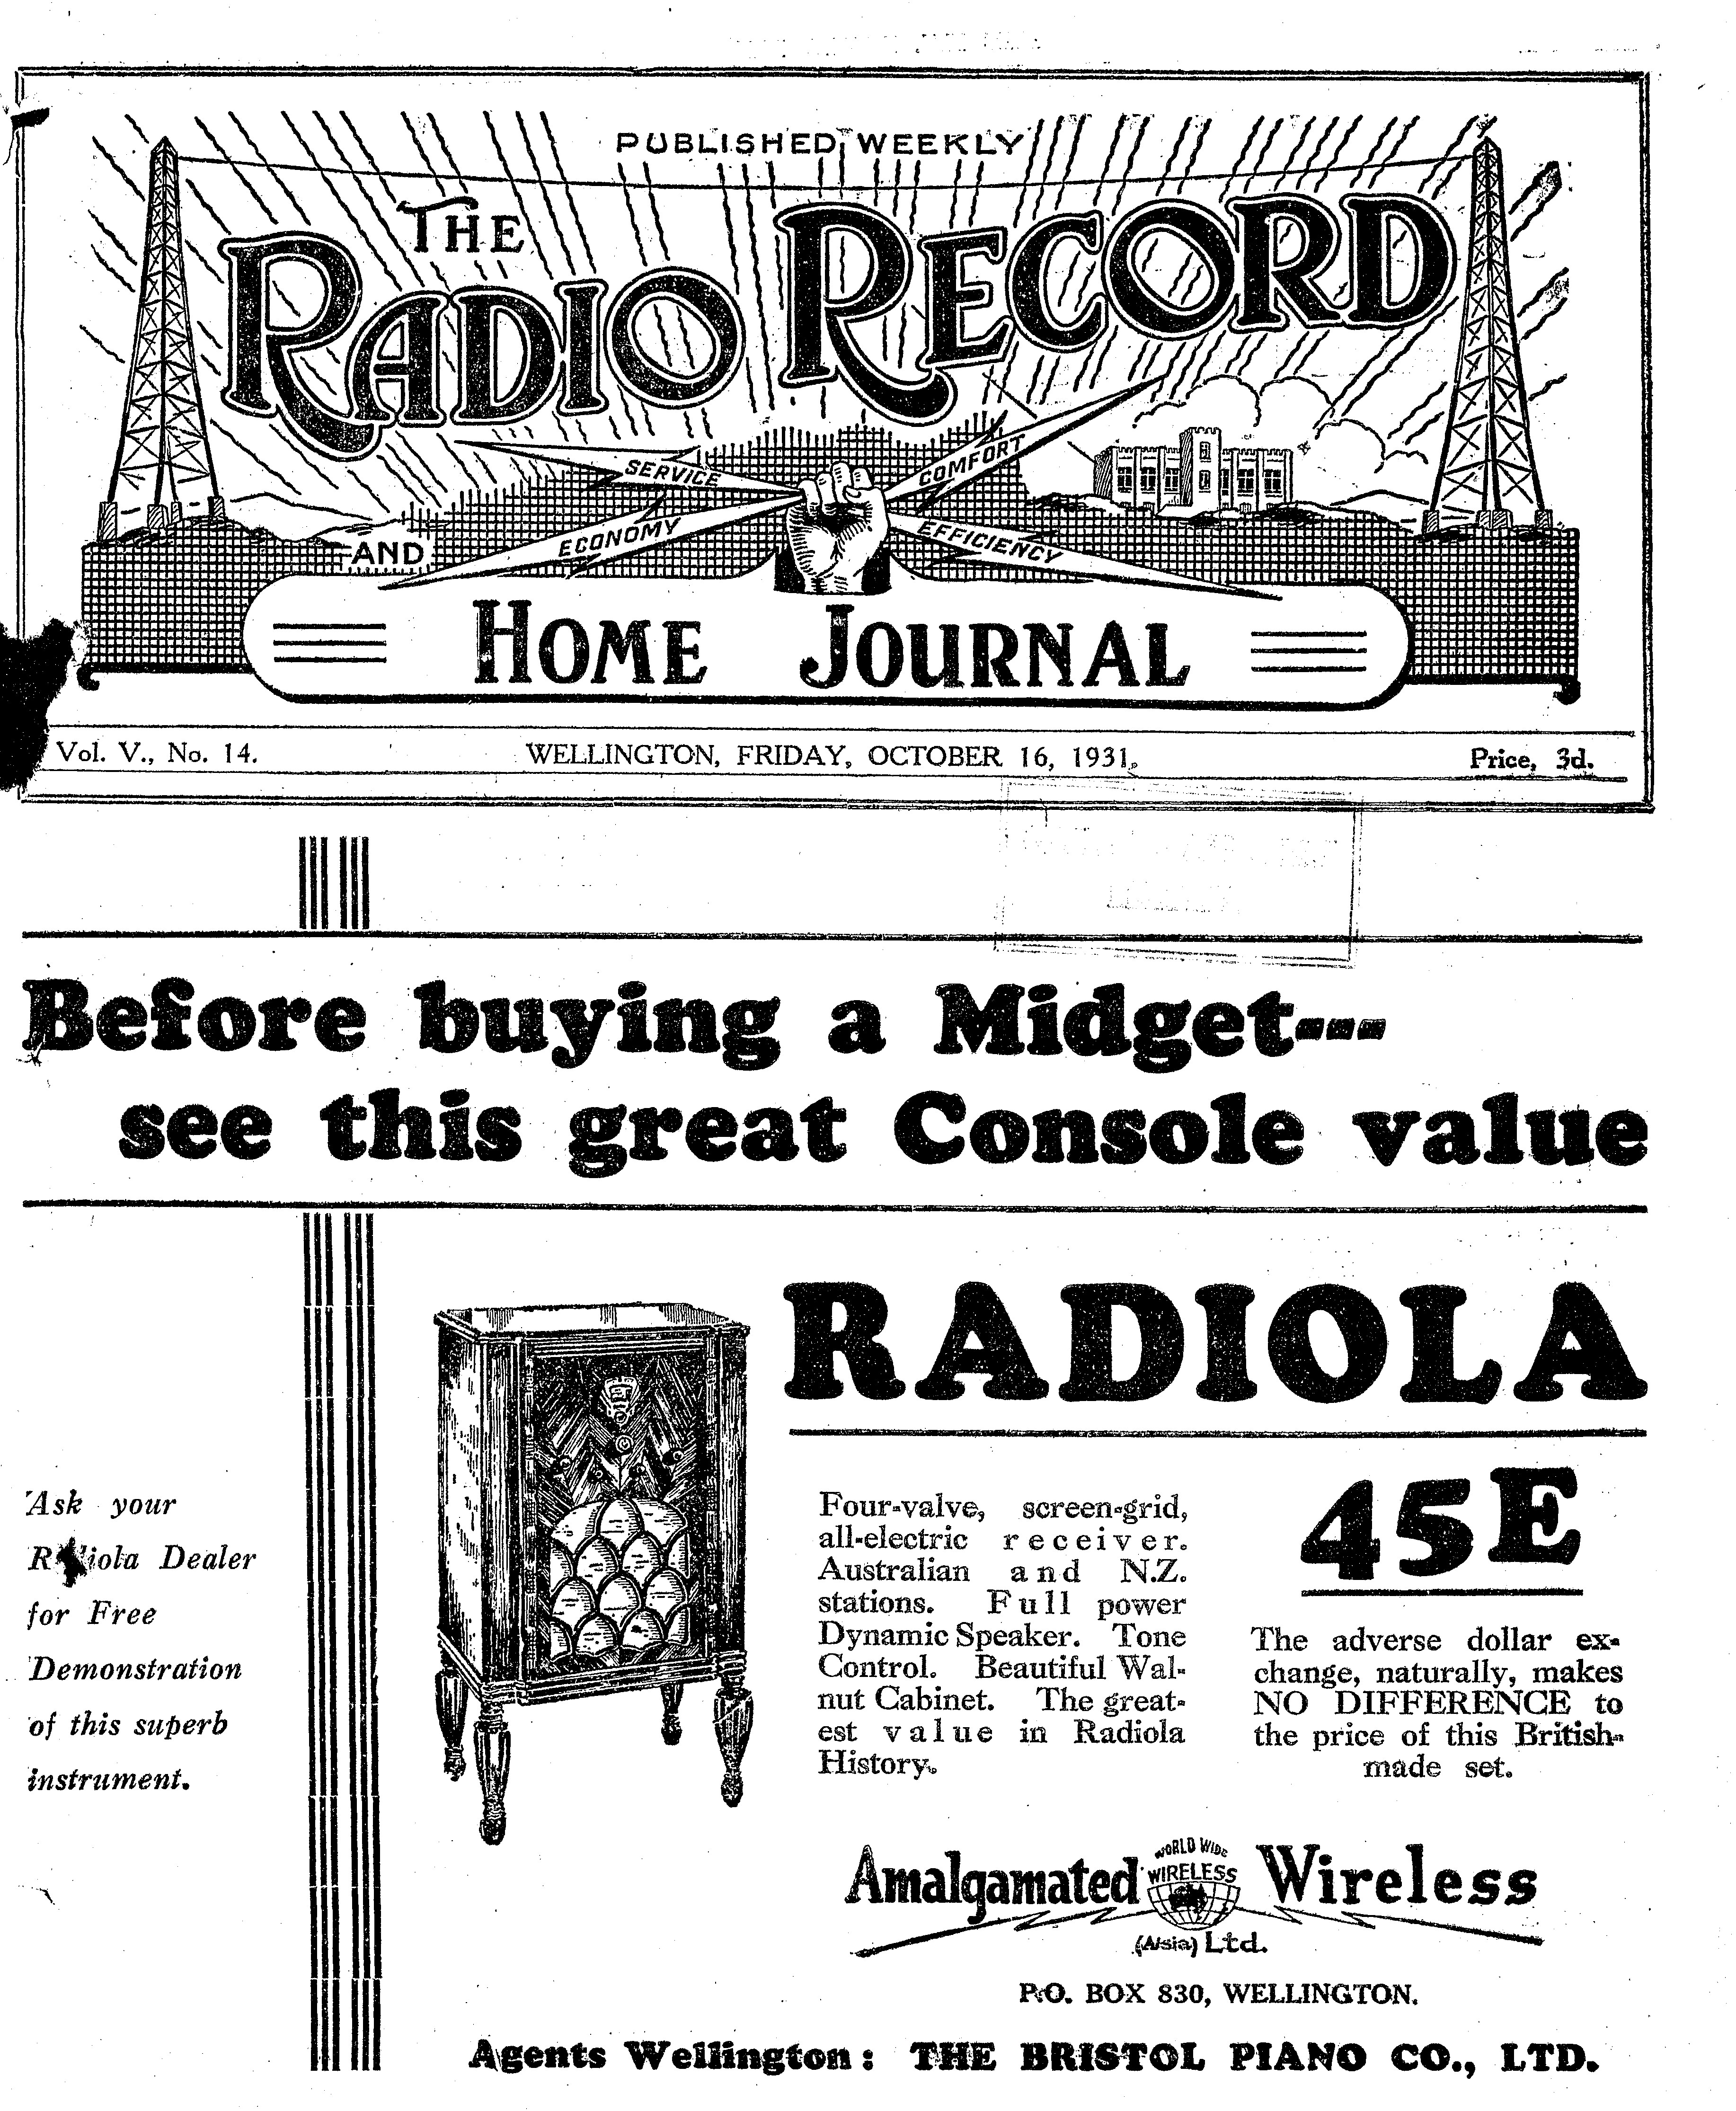 PUBLISHED WEEKLY
THE
RADIO RECORD
SERVICE
COMFORT
ECONOMY
EFFICIENCY
AND
HOME JOURNAL
Vol. V., No. 14.
WELLINGTON, FRIDAY, OCTOBER 16, 1931.
Price, 3d.
Before buying a Midget---
see this great Console value
RADIOLA
45E
Ask your
Radiola Dealer
for Free
Demonstration
of this superb
instrument.
Four-valve, screen-grid,
all-electric receiver.
Australian and N.Z.
stations. Full power
Dynamic Speaker. Tone
Control. Beautiful Wal-
nut Cabinet. The great-
est value in Radiola
History.
The adverse dollar ex-
change, naturally, makes
NO DIFFERENCE to
the price of this British-
made set.
Amalgamated Wireless
WORLD WIDE
WIRELESS
(A/sia) Ltd.
P.O. BOX 830, WELLINGTON.
Agents Wellington: THE BRISTOL PIANO CO., LTD.